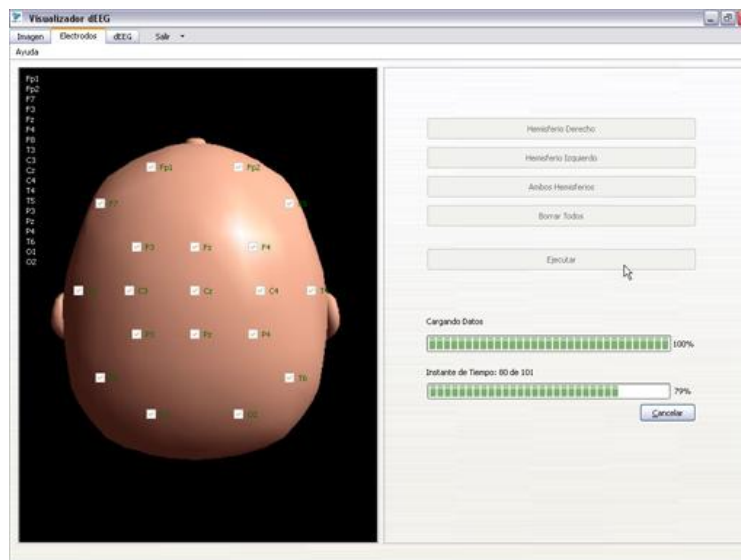 Visualizador dEEG
Imagen Electrodos dEEG Salir
Ayuda
Fp1
Fp2
F7
F3
Fz
F4
F8
T3
C3
Cz
C4
T4
T5
P3
Pz
P4
T6
O1
O2
Fp1 Fp2
F7
F3 Fz F4
C3 Cz C4
P3 Pz P4
T6
O2
Hemisferio Derecho
Hemisferio Izquierdo
Ambos Hemisferios
Borrar Todos
Ejecutar
Cargando Datos
100%
Instante de Tiempo: 80 de 101
79%
Cancelar